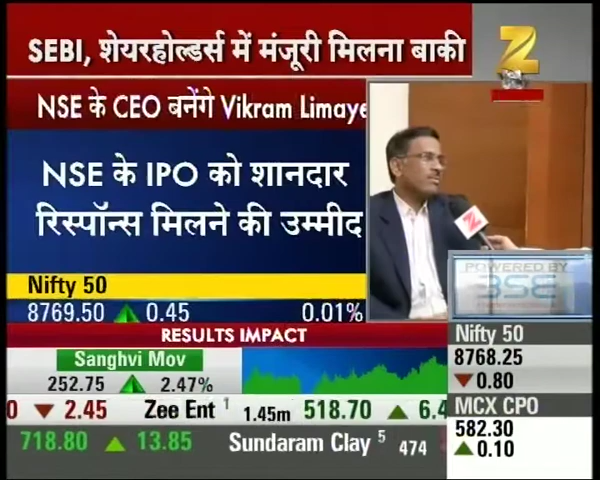 SEBI, शेयरहोल्डर्स में मंजूरी मिलना बाकी
NSE के CEO बनेंगे Vikram Limaye
NSE के IPO को शानदार
रिस्पॉन्स मिलने की उम्मीद
POWERED BY
BSE
Nifty 50
8769.50 0.45 0.01%
RESULTS IMPACT
Sanghvi Mov
252.75 2.47%
Nifty 50
8768.25
0.80
MCX CPO
582.30
0.10
0 2.45 Zee Ent 1 1.45m 518.70 6.4
718.80 13.85 Sundaram Clay 5 474